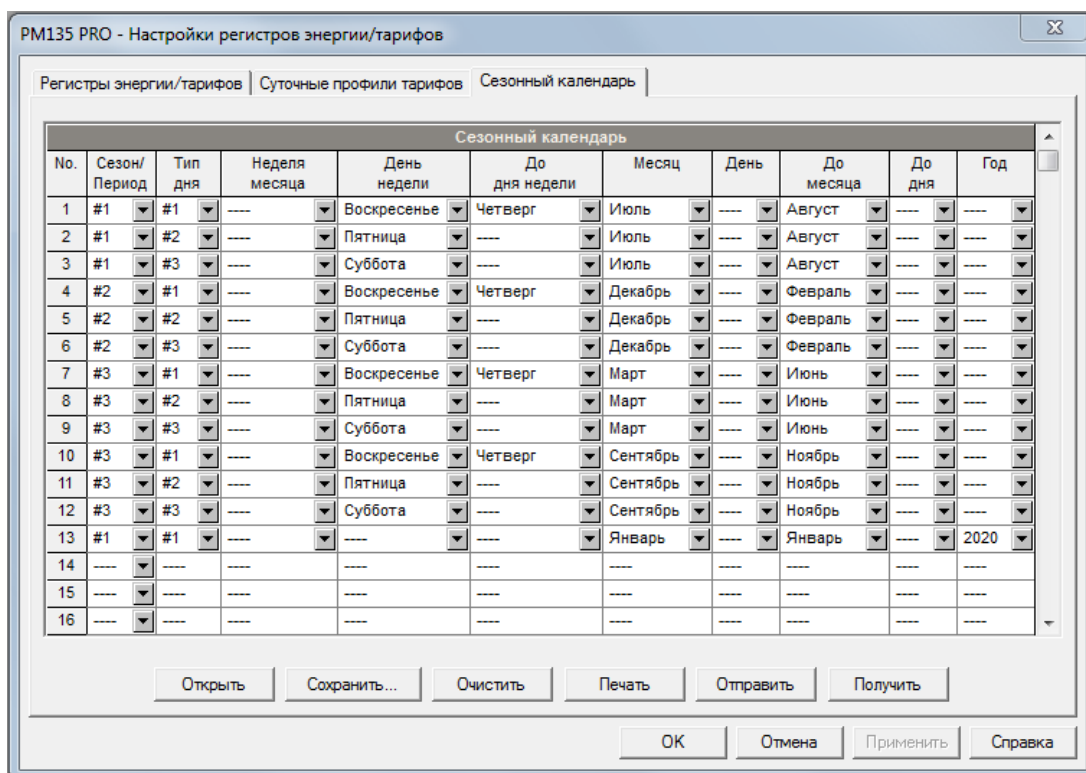 PM135 PRO - Настройки регистров энергии/тарифов
Регистры энергии/тарифов Суточные профили тарифов Сезонный календарь
Сезонный календарь
No. Сезон/Период Тип дня Неделя месяца День недели До дня недели Месяц День До месяца До дня Год
1 #1 #1 ---- Воскресенье Четверг Июль ---- Август ---- ----
2 #1 #2 ---- Пятница ---- Июль ---- Август ---- ----
3 #1 #3 ---- Суббота ---- Июль ---- Август ---- ----
4 #2 #1 ---- Воскресенье Четверг Декабрь ---- Февраль ---- ----
5 #2 #2 ---- Пятница ---- Декабрь ---- Февраль ---- ----
6 #2 #3 ---- Суббота ---- Декабрь ---- Февраль ---- ----
7 #3 #1 ---- Воскресенье Четверг Март ---- Июнь ---- ----
8 #3 #2 ---- Пятница ---- Март ---- Июнь ---- ----
9 #3 #3 ---- Суббота ---- Март ---- Июнь ---- ----
10 #3 #1 ---- Воскресенье Четверг Сентябрь ---- Ноябрь ---- ----
11 #3 #2 ---- Пятница ---- Сентябрь ---- Ноябрь ---- ----
12 #3 #3 ---- Суббота ---- Сентябрь ---- Ноябрь ---- ----
13 #1 #1 ---- ---- ---- Январь ---- Январь ---- 2020
14 ---- ---- ---- ---- ---- ---- ---- ---- ---- ----
15 ---- ---- ---- ---- ---- ---- ---- ---- ---- ----
16 ---- ---- ---- ---- ---- ---- ---- ---- ---- ----
Открыть Сохранить... Очистить Печать Отправить Получить
OK Отмена Применить Справка